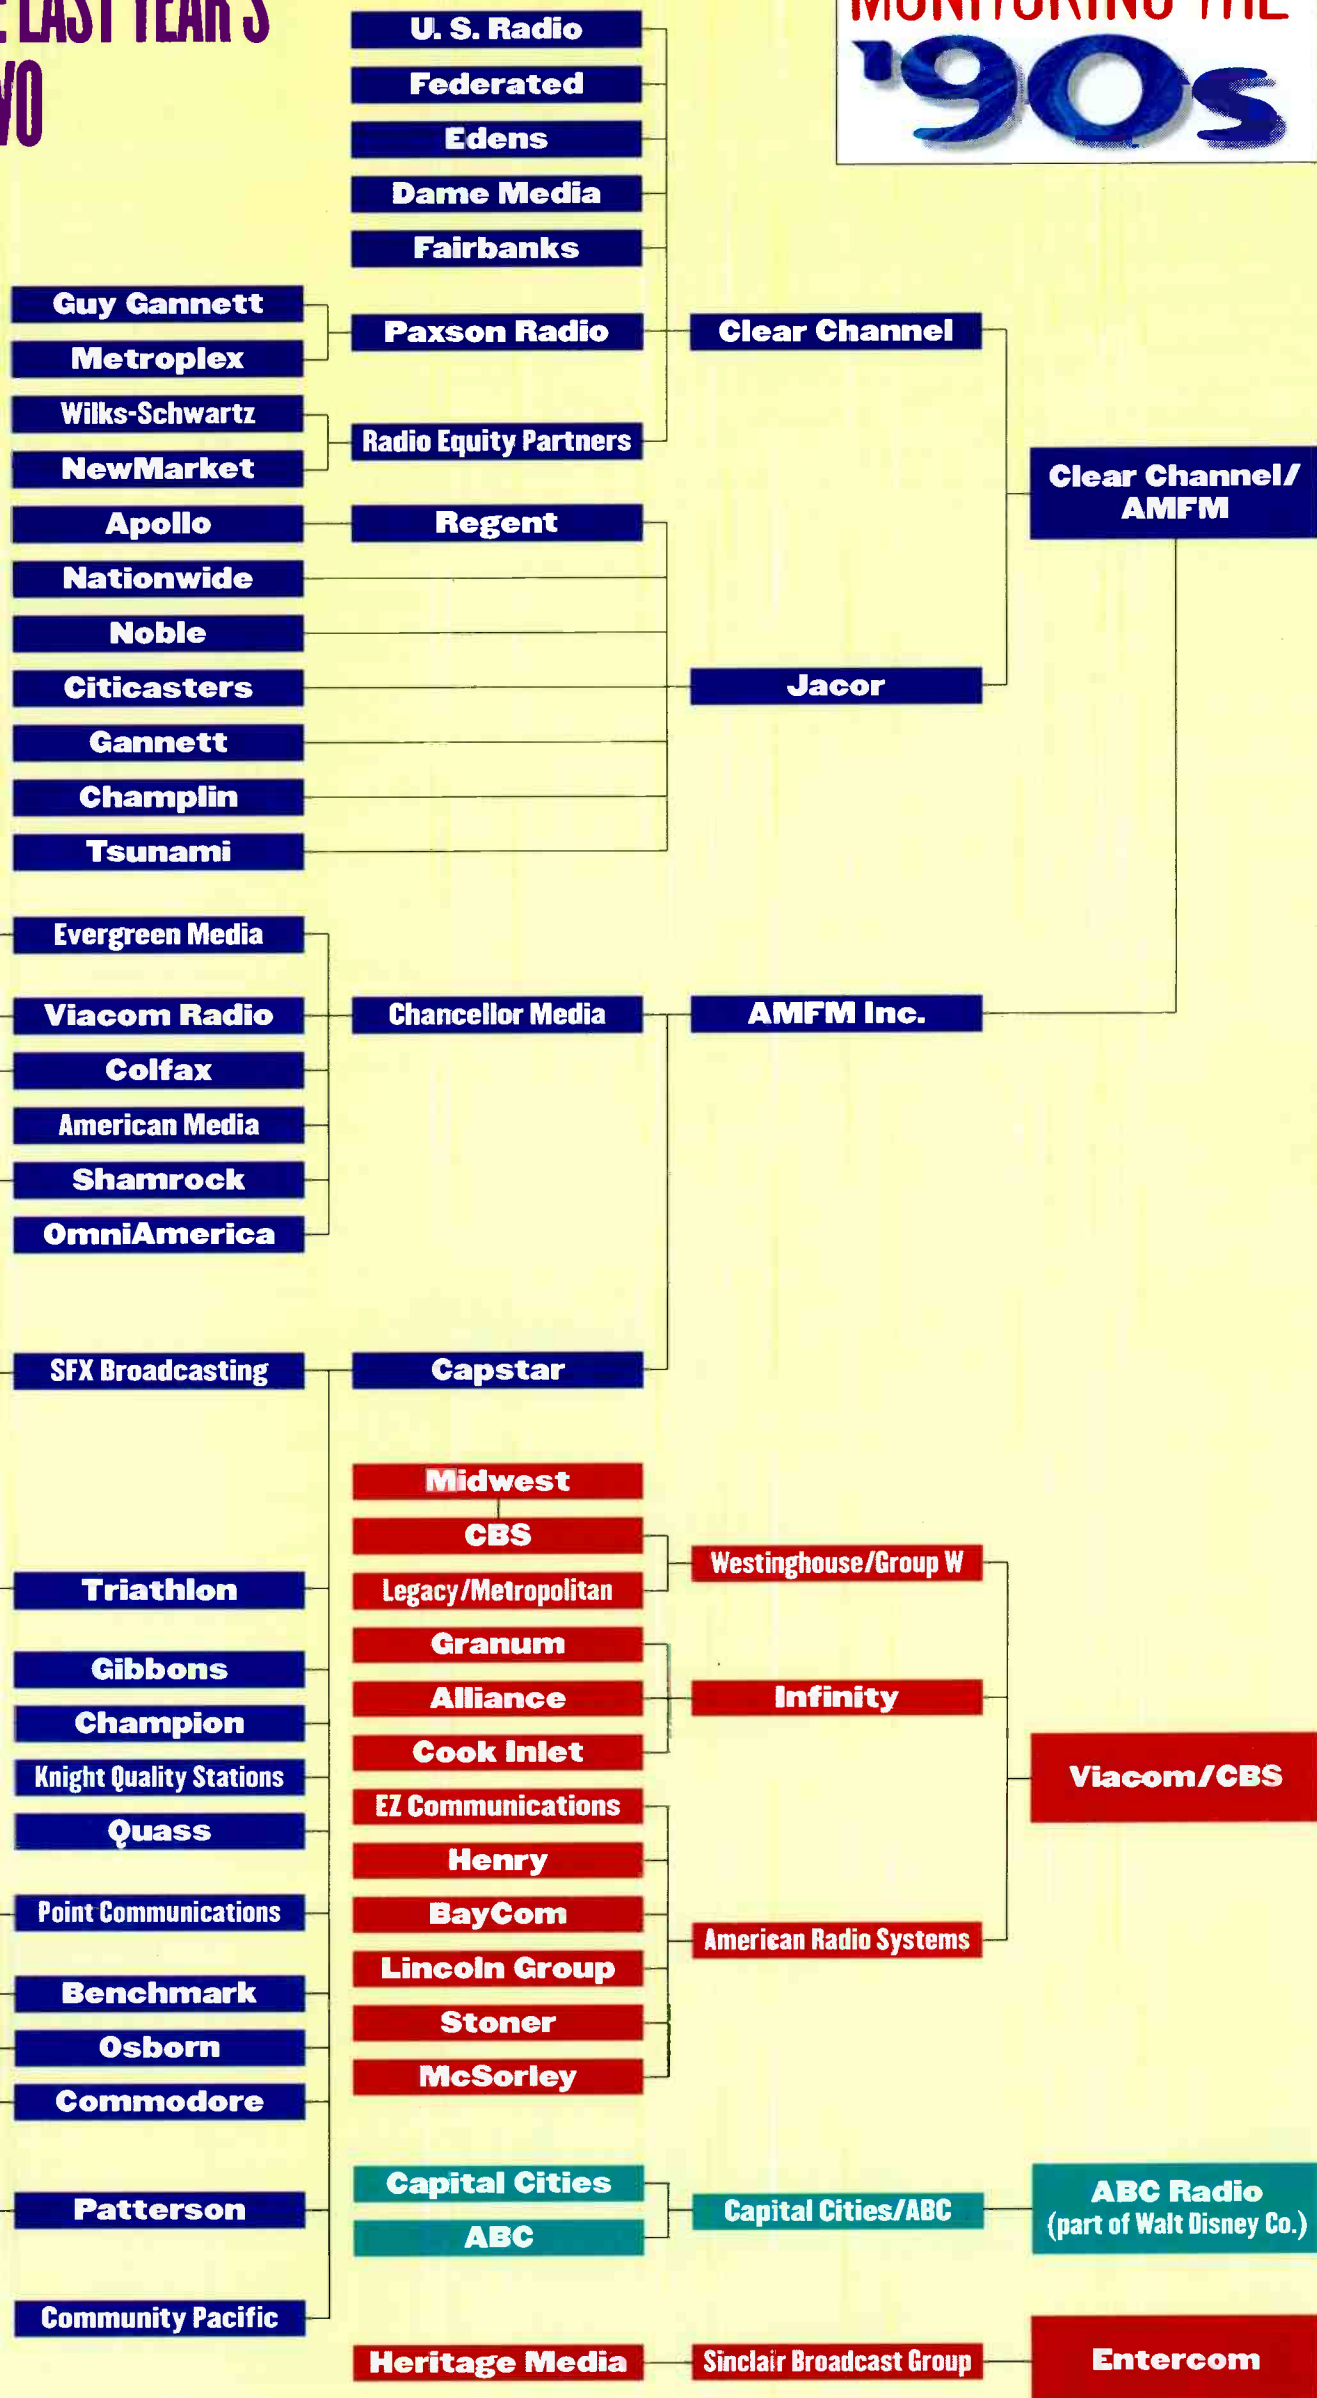 LAST YEAR'S
MONITORING THE
'90s
U. S. Radio
Federated
Edens
Dame Media
Fairbanks
Guy Gannett
Metroplex
Paxson Radio
Clear Channel
Wilks-Schwartz
NewMarket
Radio Equity Partners
Clear Channel/
AMFM
Apollo
Regent
Nationwide
Noble
Citicasters
Jacor
Gannett
Champlin
Tsunami
Evergreen Media
Viacom Radio
Chancellor Media
AMFM Inc.
Colfax
American Media
Shamrock
OmniAmerica
SFX Broadcasting
Capstar
Midwest
CBS
Westinghouse/Group W
Triathlon
Legacy/Metropolitan
Granum
Gibbons
Alliance
Infinity
Champion
Cook Inlet
Knight Quality Stations
Viacom/CBS
EZ Communications
Quass
Henry
Point Communications
BayCom
American Radio Systems
Lincoln Group
Benchmark
Stoner
Osborn
McSorley
Commodore
Capital Cities
Patterson
Capital Cities/ABC
ABC Radio
(part of Walt Disney Co.)
ABC
Community Pacific
Heritage Media
Sinclair Broadcast Group
Entercom